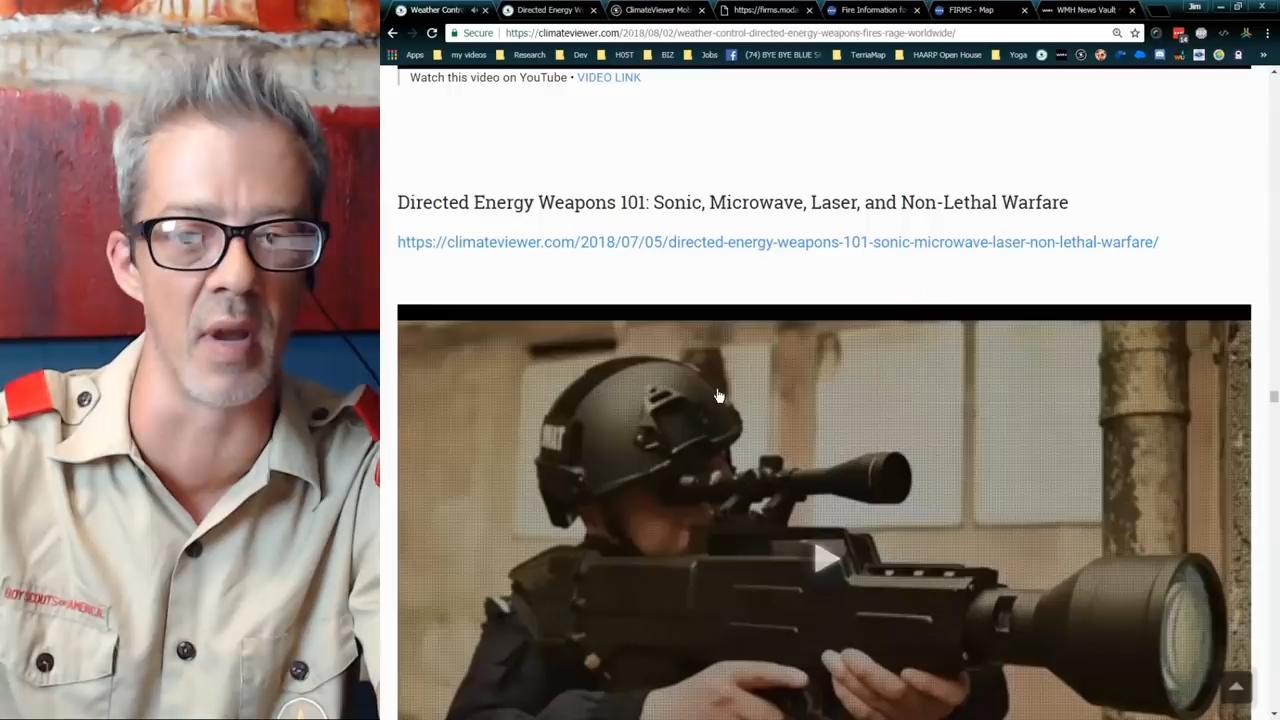 Weather Contr
Directed Energy W
ClimateViewer Mob
https://firms.moda
Fire Information fo
FIRMS - Map
WMH News Vault
Jim
Secure
https://climateviewer.com/2018/08/02/weather-control-directed-energy-weapons-fires-rage-worldwide/
Apps
my videos
Research
Dev
H0ST
BIZ
Jobs
(74) BYE BYE BLUE S
TerriaMap
HAARP Open House
Yoga
Watch this video on YouTube • VIDEO LINK
Directed Energy Weapons 101: Sonic, Microwave, Laser, and Non-Lethal Warfare
https://climateviewer.com/2018/07/05/directed-energy-weapons-101-sonic-microwave-laser-non-lethal-warfare/
BOY SCOUTS OF AMERICA